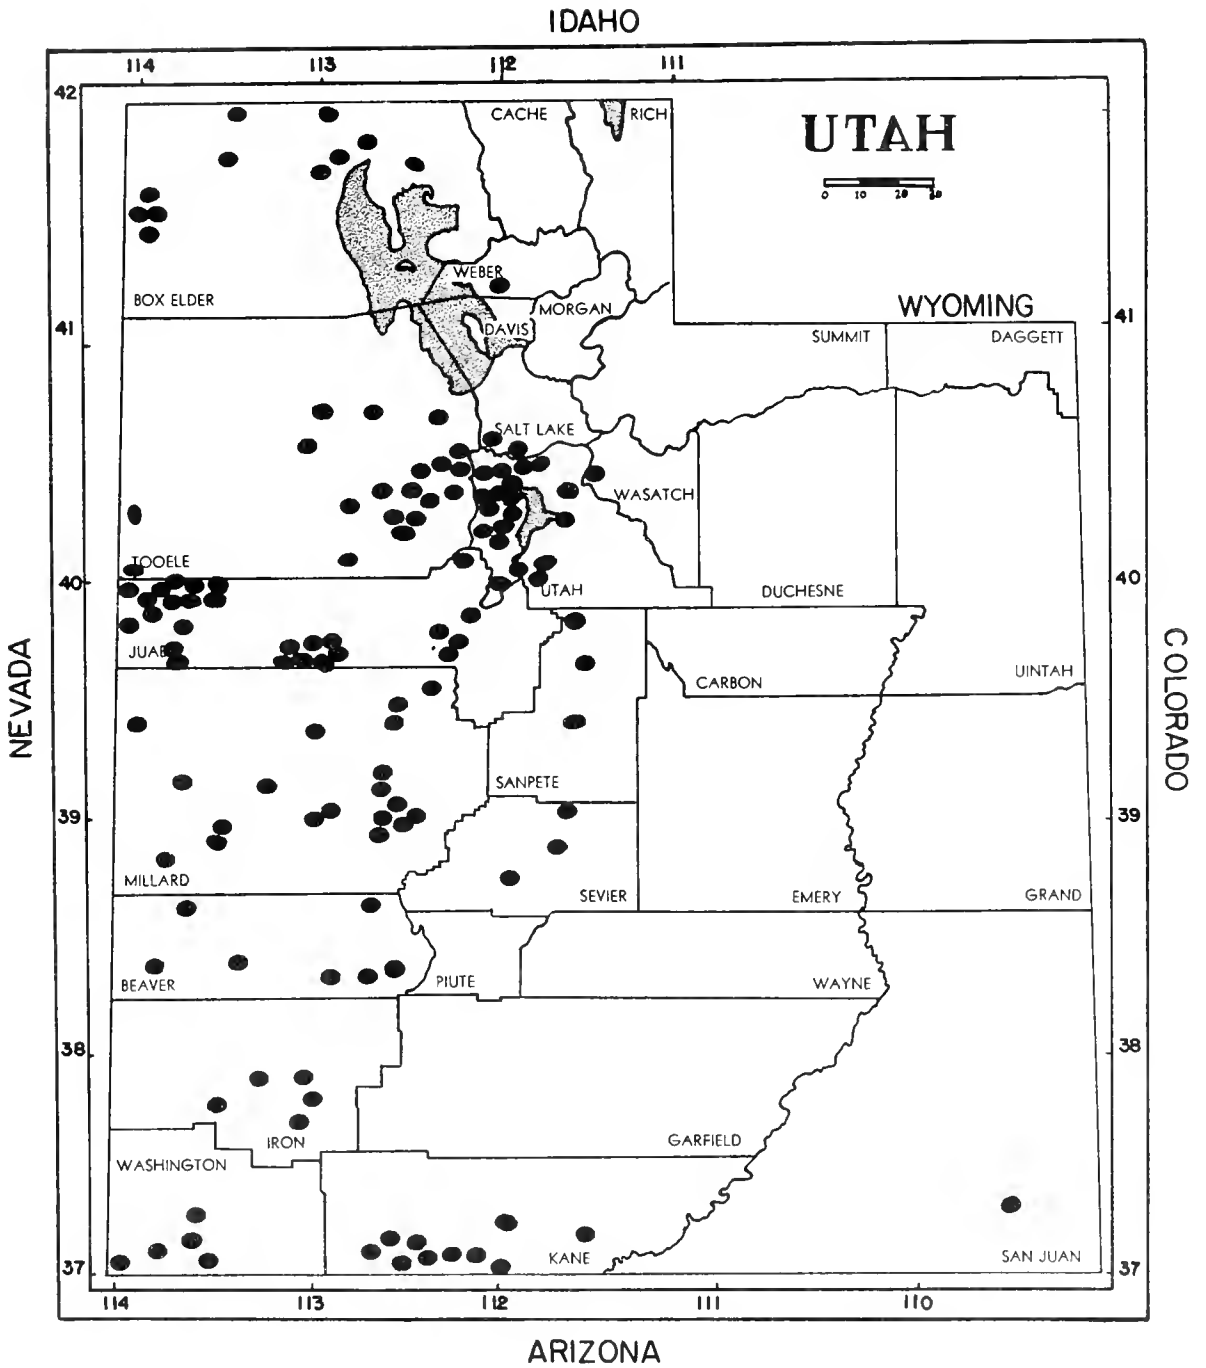 IDAHO
114 113 112 111
42
CACHE RICH
UTAH
0 10 20 30
WEBER
BOX ELDER
MORGAN
WYOMING
41 41
DAVIS
SUMMIT DAGGETT
SALT LAKE
WASATCH
TOOELE
40 40
UTAH DUCHESNE
NEVADA
COLORADO
JUAB
CARBON UINTAH
SANPETE
39 39
MILLARD
SEVIER EMERY GRAND
BEAVER PIUTE WAYNE
38 38
IRON GARFIELD
WASHINGTON
KANE SAN JUAN
37 37
114 113 112 111 110
ARIZONA